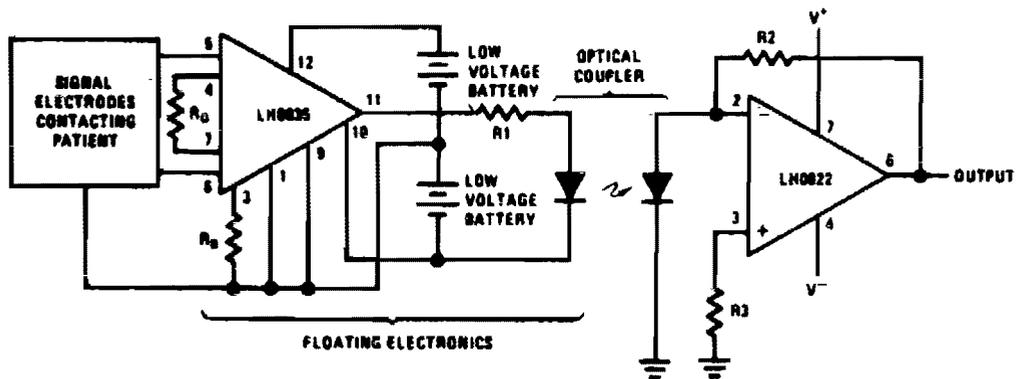 SIGNAL
ELECTRODES
CONTACTING
PATIENT
5
4
RG
7
6
3
RB
LH0036
12
11
10
9
1
LOW
VOLTAGE
BATTERY
LOW
VOLTAGE
BATTERY
R1
OPTICAL
COUPLER
FLOATING ELECTRONICS
R2
V+
2
−
7
LH0022
6
OUTPUT
3
+
4
V−
R3